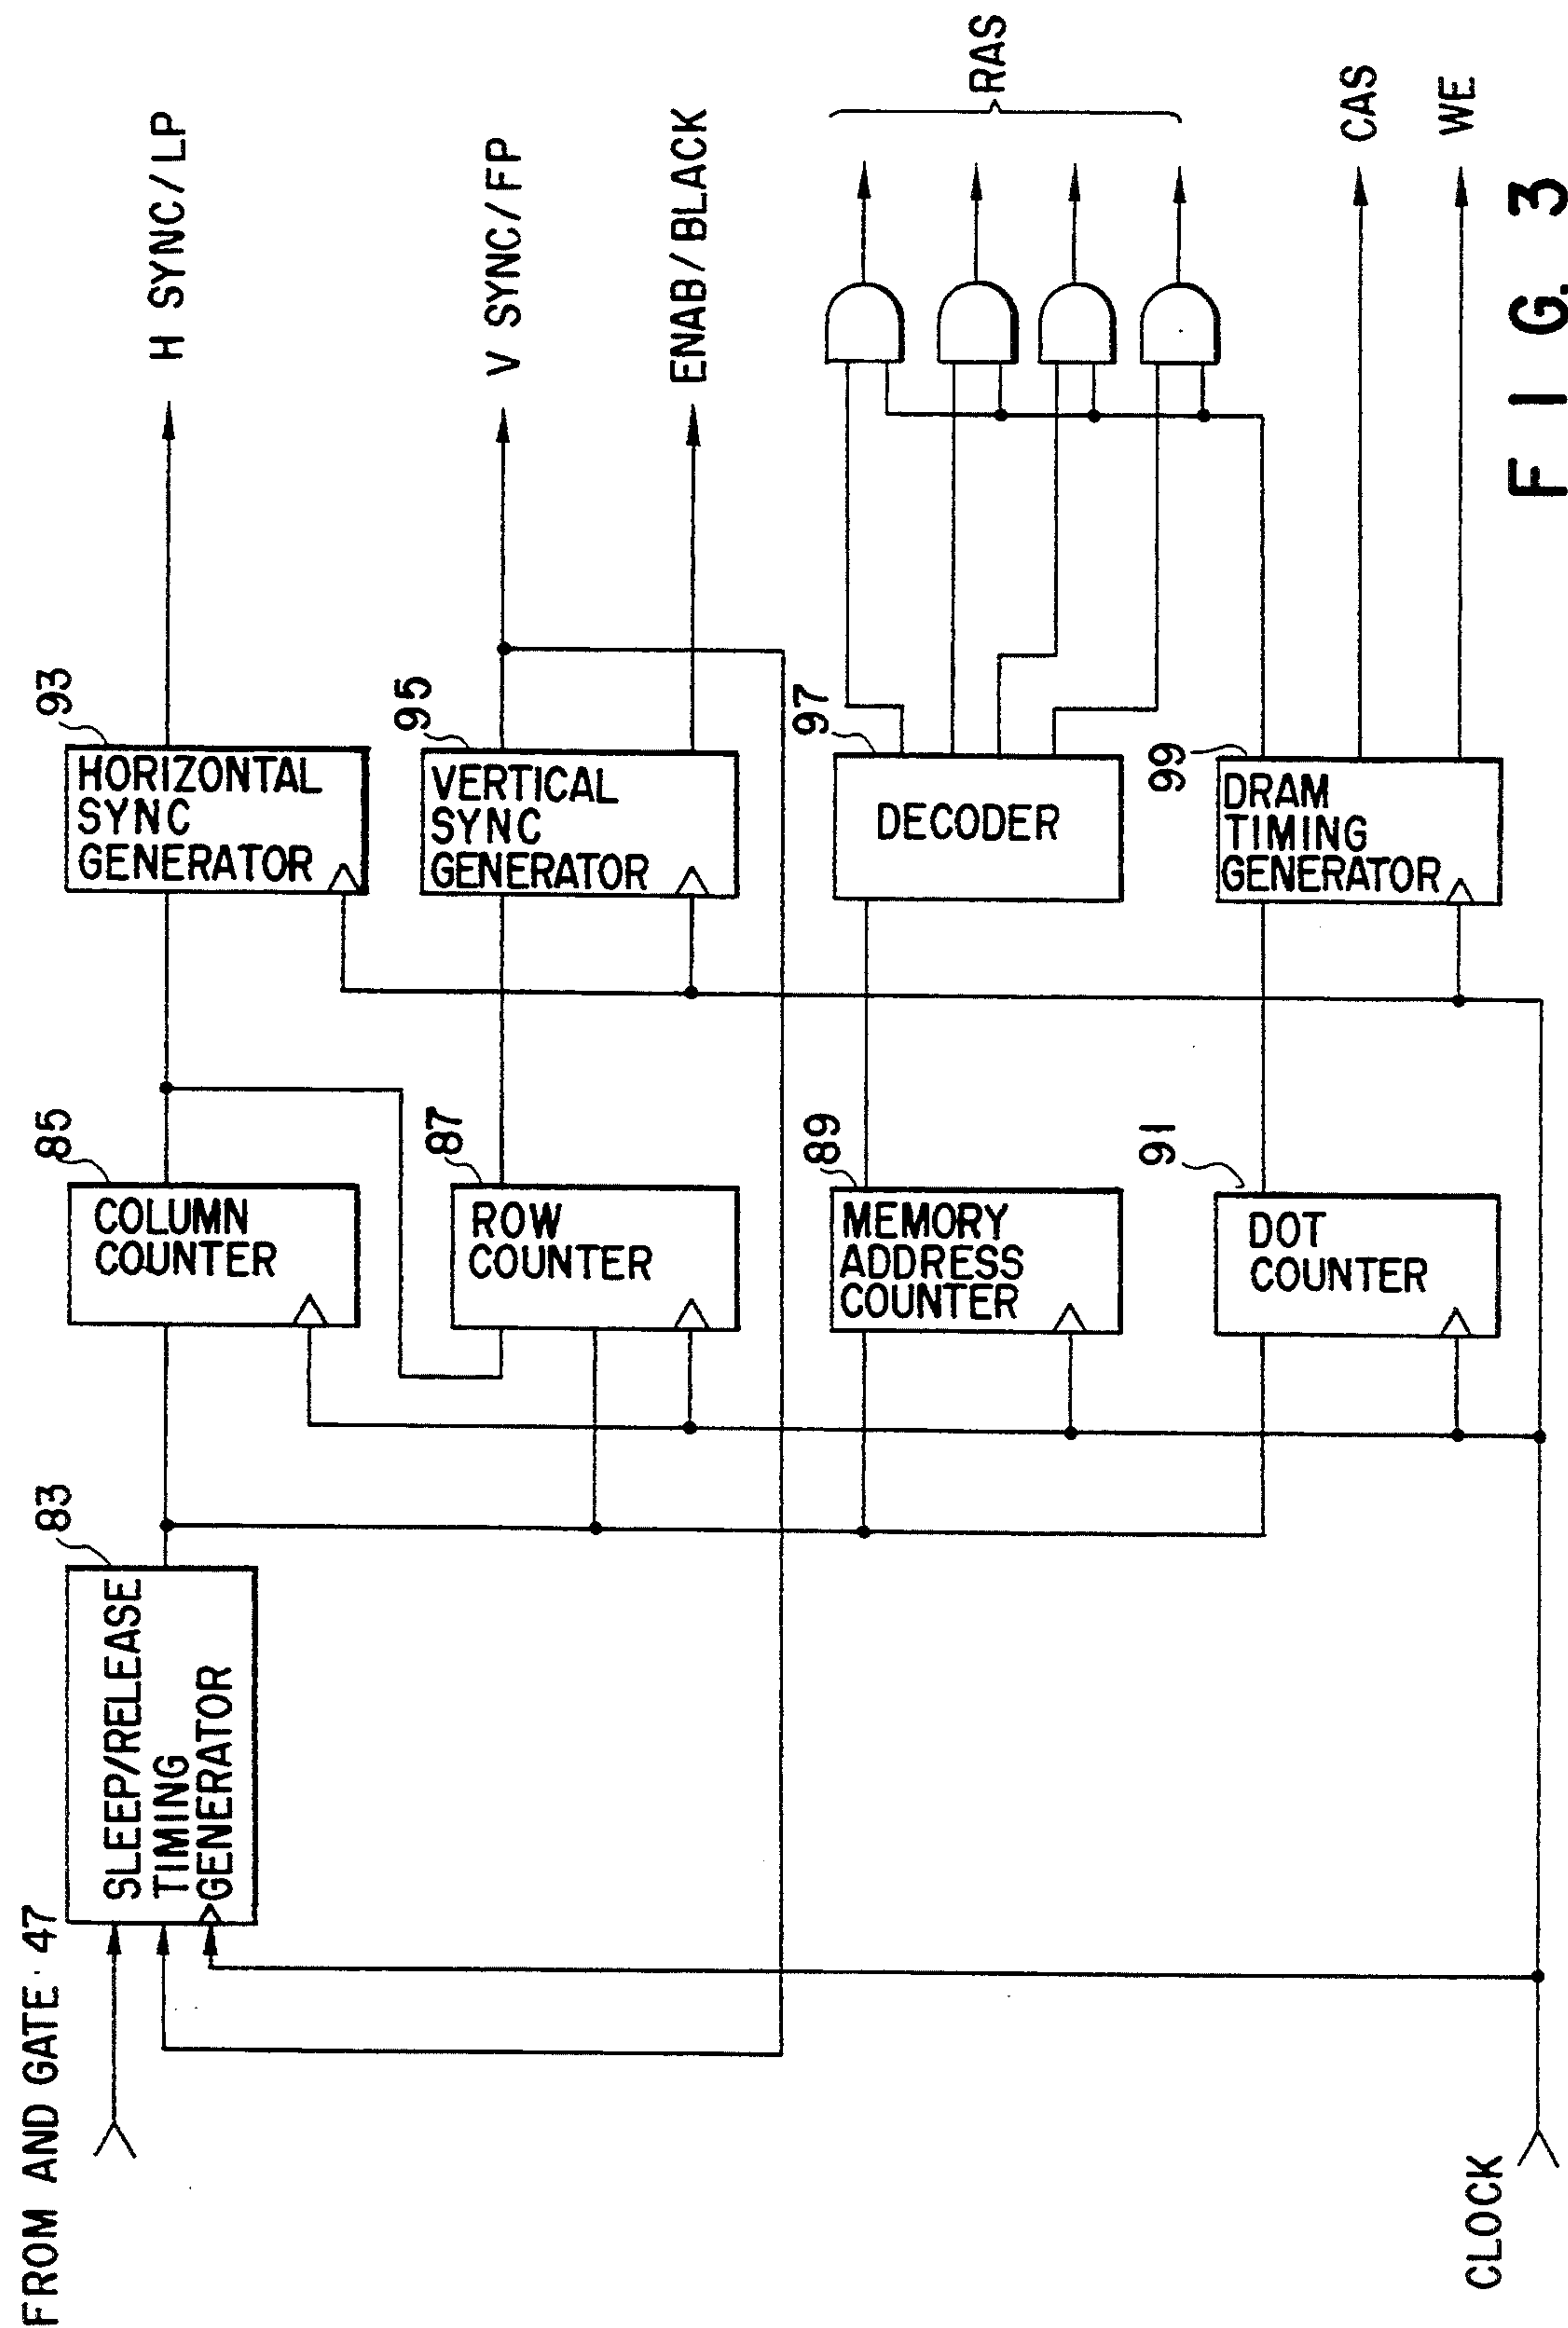 FROM AND GATE 47
83
SLEEP/RELEASE
TIMING
GENERATOR
85
COLUMN
COUNTER
93
HORIZONTAL
SYNC
GENERATOR
H SYNC/LP
87
ROW
COUNTER
95
VERTICAL
SYNC
GENERATOR
V SYNC/FP
ENAB/BLACK
89
MEMORY
ADDRESS
COUNTER
97
DECODER
RAS
91
DOT
COUNTER
99
DRAM
TIMING
GENERATOR
CAS
WE
CLOCK
FIG. 3